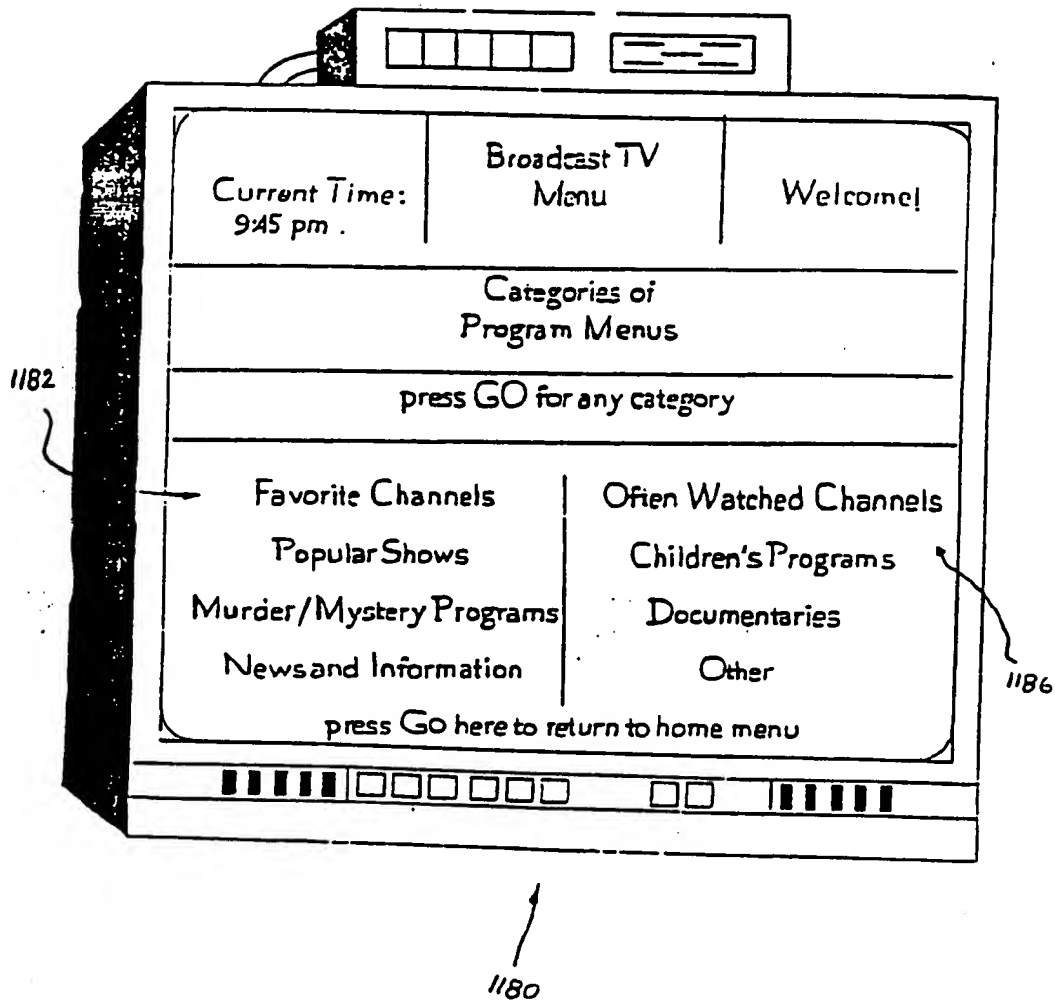 Broadcast TV
Menu
Current Time:
9:45 pm .
Welcome!
Categories of
Program Menus
press GO for any category
Favorite Channels
Often Watched Channels
Popular Shows
Children's Programs
Murder/Mystery Programs
Documentaries
News and Information
Other
press Go here to return to home menu
1182
1186
1180